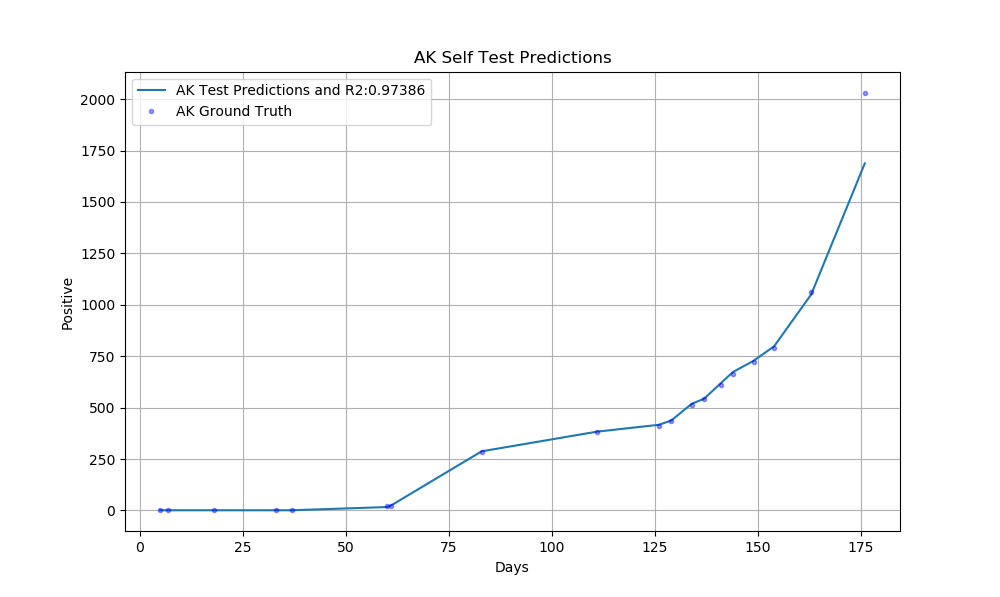 AK Self Test Predictions
AK Test Predictions and R2:0.97386
AK Ground Truth
2000
1750
1500
1250
1000
750
500
250
0
Positive
0 25 50 75 100 125 150 175
Days